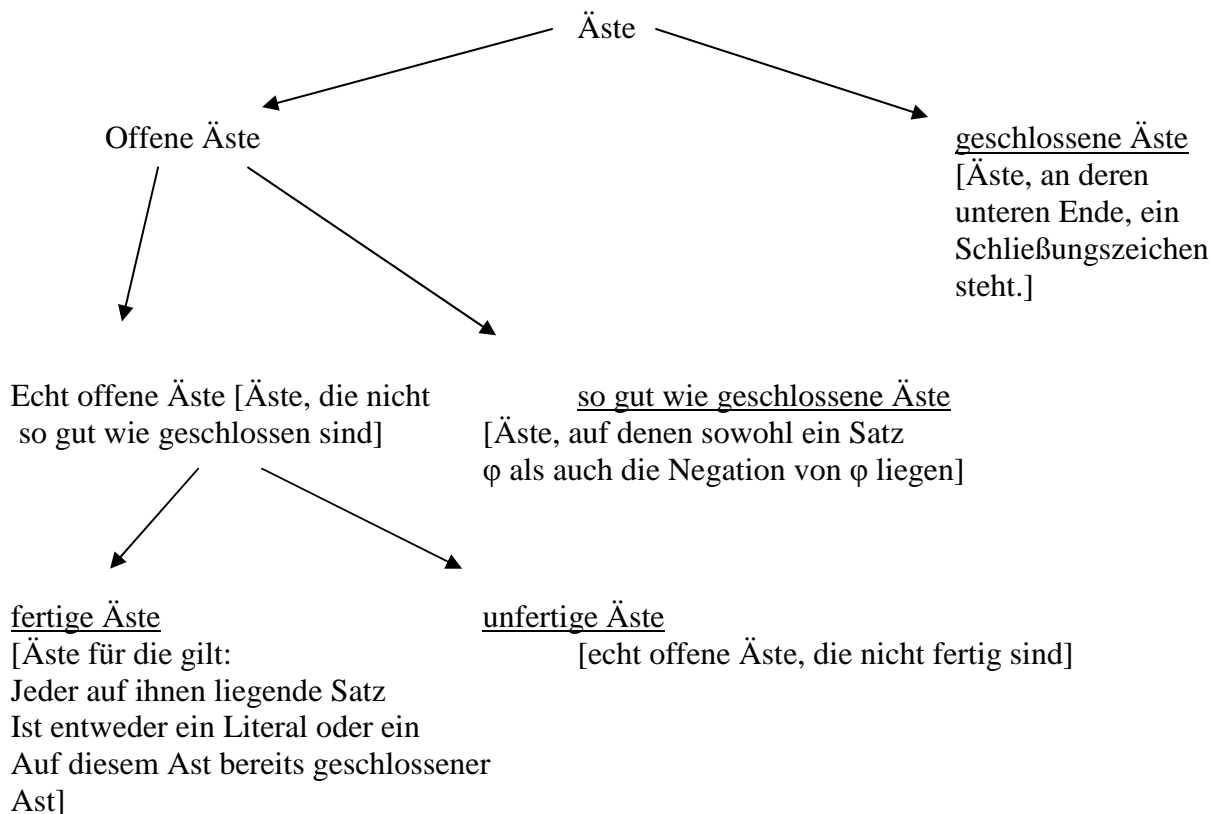 Äste
Offene Äste
geschlossene Äste
[Äste, an deren
unteren Ende, ein
Schließungszeichen
steht.]
Echt offene Äste [Äste, die nicht
so gut wie geschlossen sind]
so gut wie geschlossene Äste
[Äste, auf denen sowohl ein Satz
φ als auch die Negation von φ liegen]
fertige Äste
[Äste für die gilt:
Jeder auf ihnen liegende Satz
Ist entweder ein Literal oder ein
Auf diesem Ast bereits geschlossener
Ast]
unfertige Äste
[echt offene Äste, die nicht fertig sind]